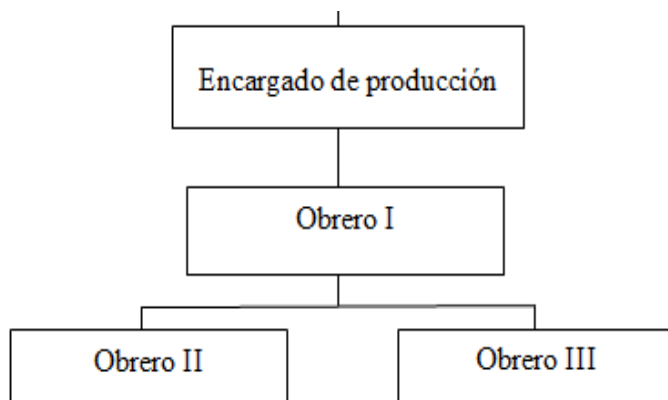 Encargado de producción
Obrero I
Obrero II
Obrero III